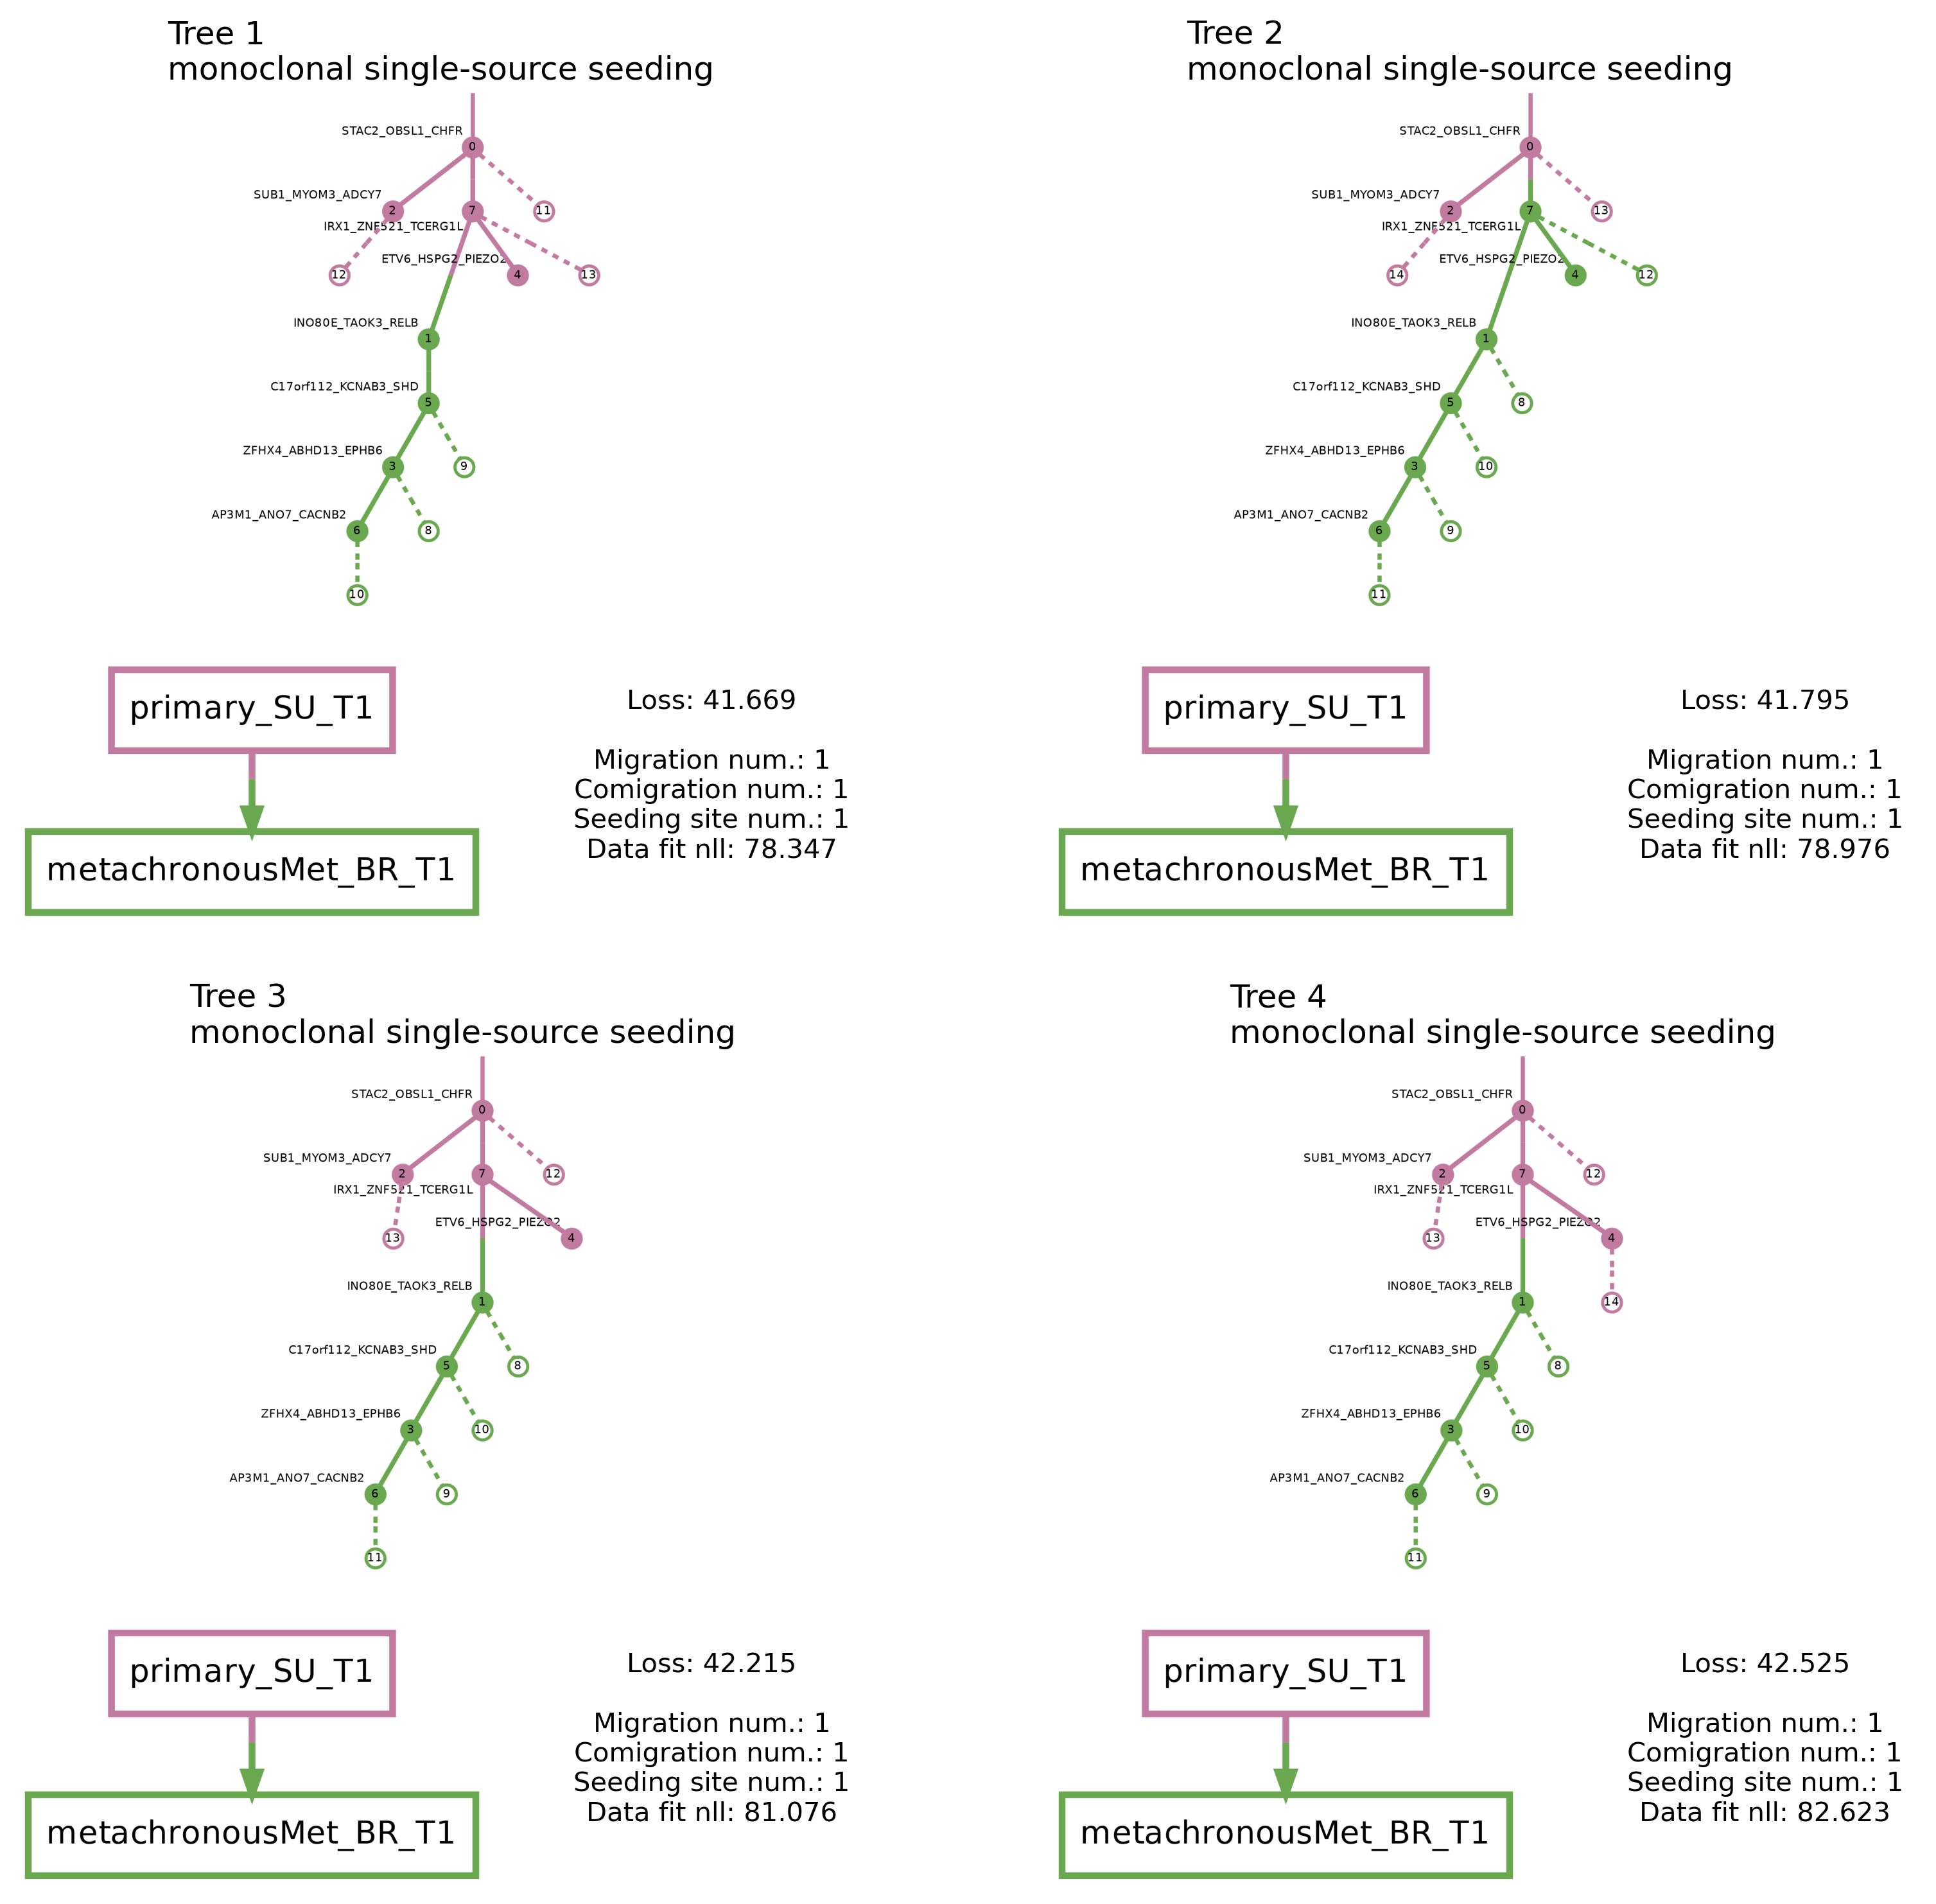 Tree 1
monoclonal single-source seeding
STAC2_OBSL1_CHFR
0
SUB1_MYOM3_ADCY7
2
7
11
IRX1_ZNF521_TCERG1L
ETV6_HSPG2_PIEZO2
12
4
13
INO80E_TAOK3_RELB
1
C17orf112_KCNAB3_SHD
5
ZFHX4_ABHD13_EPHB6
3
9
AP3M1_ANO7_CACNB2
6
8
10
primary_SU_T1
metachronousMet_BR_T1
Loss: 41.669
Migration num.: 1
Comigration num.: 1
Seeding site num.: 1
Data fit nll: 78.347
Tree 2
monoclonal single-source seeding
STAC2_OBSL1_CHFR
0
SUB1_MYOM3_ADCY7
2
7
13
IRX1_ZNF521_TCERG1L
ETV6_HSPG2_PIEZO2
14
4
12
INO80E_TAOK3_RELB
1
C17orf112_KCNAB3_SHD
5
8
ZFHX4_ABHD13_EPHB6
3
10
AP3M1_ANO7_CACNB2
6
9
11
primary_SU_T1
metachronousMet_BR_T1
Loss: 41.795
Migration num.: 1
Comigration num.: 1
Seeding site num.: 1
Data fit nll: 78.976
Tree 3
monoclonal single-source seeding
STAC2_OBSL1_CHFR
0
SUB1_MYOM3_ADCY7
2
7
12
IRX1_ZNF521_TCERG1L
ETV6_HSPG2_PIEZO2
13
4
INO80E_TAOK3_RELB
1
C17orf112_KCNAB3_SHD
5
8
ZFHX4_ABHD13_EPHB6
3
10
AP3M1_ANO7_CACNB2
6
9
11
primary_SU_T1
metachronousMet_BR_T1
Loss: 42.215
Migration num.: 1
Comigration num.: 1
Seeding site num.: 1
Data fit nll: 81.076
Tree 4
monoclonal single-source seeding
STAC2_OBSL1_CHFR
0
SUB1_MYOM3_ADCY7
2
7
12
IRX1_ZNF521_TCERG1L
ETV6_HSPG2_PIEZO2
13
4
INO80E_TAOK3_RELB
1
14
C17orf112_KCNAB3_SHD
5
8
ZFHX4_ABHD13_EPHB6
3
10
AP3M1_ANO7_CACNB2
6
9
11
primary_SU_T1
metachronousMet_BR_T1
Loss: 42.525
Migration num.: 1
Comigration num.: 1
Seeding site num.: 1
Data fit nll: 82.623